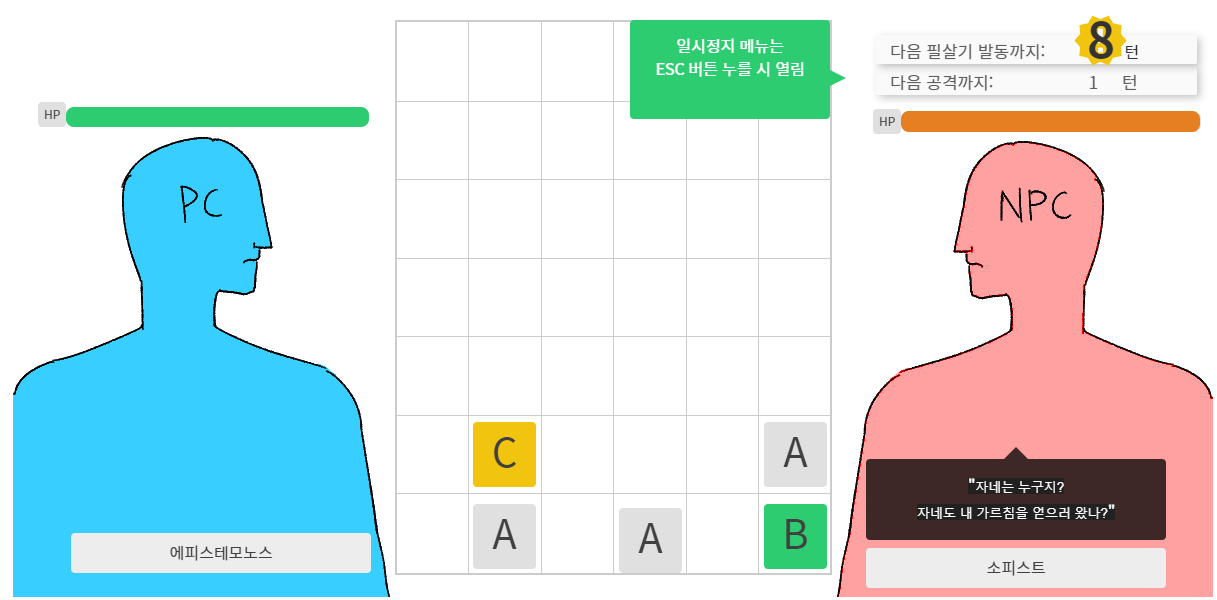 일시정지 메뉴는
ESC 버튼 누를 시 열림
다음 필살기 발동까지: 8 턴
다음 공격까지: 1 턴
HP
HP
PC
NPC
C
A
A
A
B
"자네는 누구지?
자네도 내 가르침을 얻으러 왔나?"
에피스테모노스
소피스트